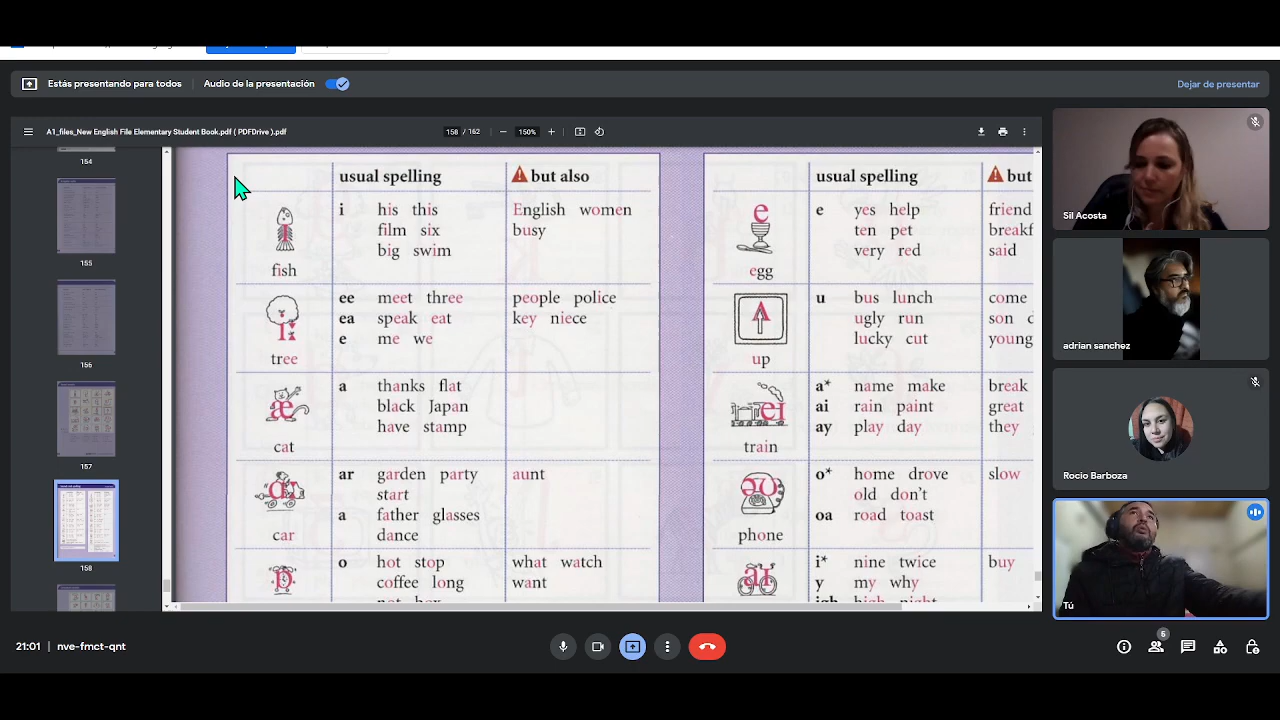 Estás presentando para todos
Audio de la presentación
Dejar de presentar
A1_files_New English File Elementary Student Book.pdf ( PDFDrive ).pdf
158 / 162
150%
154
155
156
157
158
usual spelling
but also
fish
i his this
film six
big swim
English women
busy
tree
ee meet three
ea speak eat
e me we
people police
key niece
æ
cat
a thanks flat
black Japan
have stamp
car
ar garden party
start
a father glasses
dance
aunt
o hot stop
coffee long
what watch
want
usual spelling
but
e
egg
e yes help
ten pet
very red
friend
breakf
said
up
u bus lunch
ugly run
lucky cut
come
son
young
eɪ
train
a* name make
ai rain paint
ay play day
break
great
they
əʊ
phone
o* home drove
old don't
oa road toast
slow
aɪ
i* nine twice
y my why
buy
Sil Acosta
adrian sanchez
Rocio Barboza
Tú
21:01 | nve-fmct-qnt
6